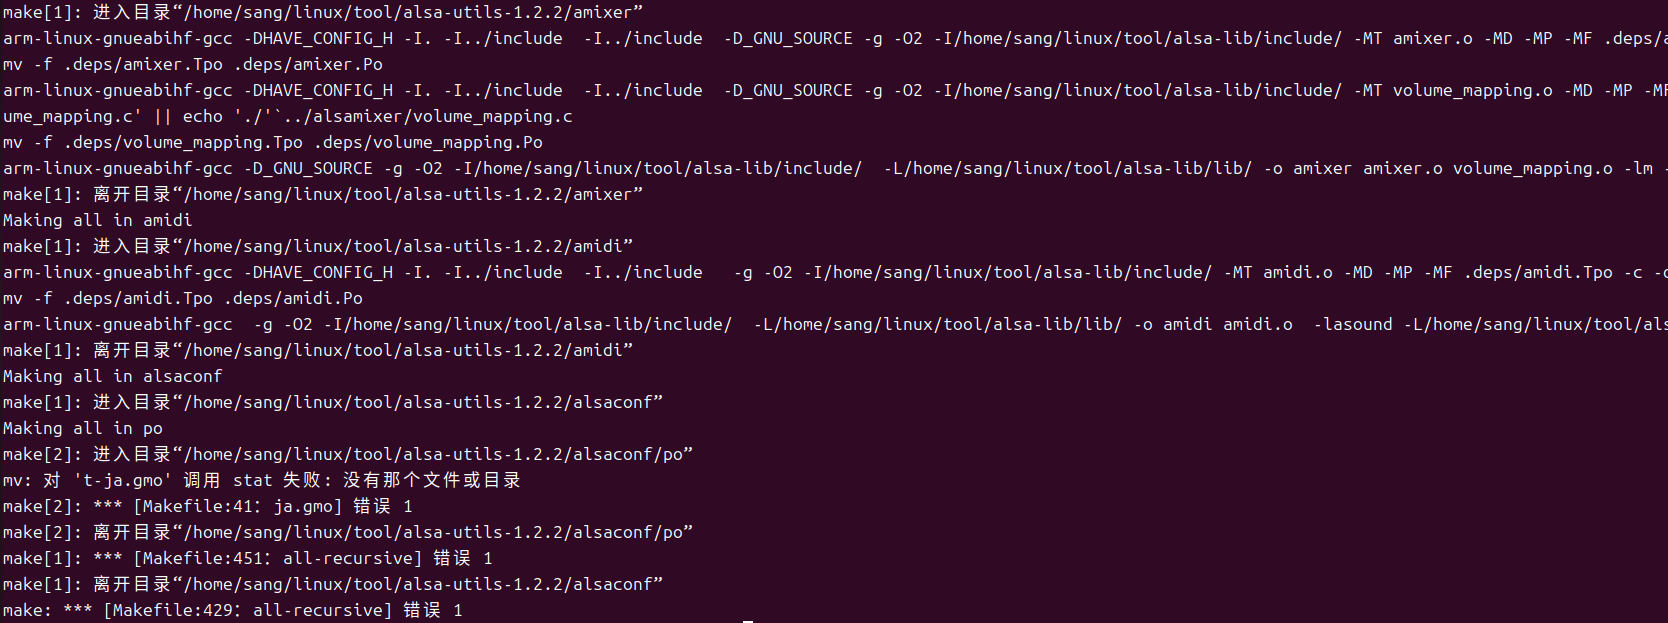 make[1]: 进入目录“/home/sang/linux/tool/alsa-utils-1.2.2/amixer”
arm-linux-gnueabihf-gcc -DHAVE_CONFIG_H -I. -I../include  -I../include  -D_GNU_SOURCE -g -O2 -I/home/sang/linux/tool/alsa-lib/include/ -MT amixer.o -MD -MP -MF .deps/a
mv -f .deps/amixer.Tpo .deps/amixer.Po
arm-linux-gnueabihf-gcc -DHAVE_CONFIG_H -I. -I../include  -I../include  -D_GNU_SOURCE -g -O2 -I/home/sang/linux/tool/alsa-lib/include/ -MT volume_mapping.o -MD -MP -MF
ume_mapping.c' || echo './'`../alsamixer/volume_mapping.c
mv -f .deps/volume_mapping.Tpo .deps/volume_mapping.Po
arm-linux-gnueabihf-gcc -D_GNU_SOURCE -g -O2 -I/home/sang/linux/tool/alsa-lib/include/  -L/home/sang/linux/tool/alsa-lib/lib/ -o amixer amixer.o volume_mapping.o -lm -
make[1]: 离开目录“/home/sang/linux/tool/alsa-utils-1.2.2/amixer”
Making all in amidi
make[1]: 进入目录“/home/sang/linux/tool/alsa-utils-1.2.2/amidi”
arm-linux-gnueabihf-gcc -DHAVE_CONFIG_H -I. -I../include  -I../include   -g -O2 -I/home/sang/linux/tool/alsa-lib/include/ -MT amidi.o -MD -MP -MF .deps/amidi.Tpo -c -o
mv -f .deps/amidi.Tpo .deps/amidi.Po
arm-linux-gnueabihf-gcc  -g -O2 -I/home/sang/linux/tool/alsa-lib/include/  -L/home/sang/linux/tool/alsa-lib/lib/ -o amidi amidi.o  -lasound -L/home/sang/linux/tool/als
make[1]: 离开目录“/home/sang/linux/tool/alsa-utils-1.2.2/amidi”
Making all in alsaconf
make[1]: 进入目录“/home/sang/linux/tool/alsa-utils-1.2.2/alsaconf”
Making all in po
make[2]: 进入目录“/home/sang/linux/tool/alsa-utils-1.2.2/alsaconf/po”
mv: 对 't-ja.gmo' 调用 stat 失败: 没有那个文件或目录
make[2]: *** [Makefile:41：ja.gmo] 错误 1
make[2]: 离开目录“/home/sang/linux/tool/alsa-utils-1.2.2/alsaconf/po”
make[1]: *** [Makefile:451：all-recursive] 错误 1
make[1]: 离开目录“/home/sang/linux/tool/alsa-utils-1.2.2/alsaconf”
make: *** [Makefile:429：all-recursive] 错误 1